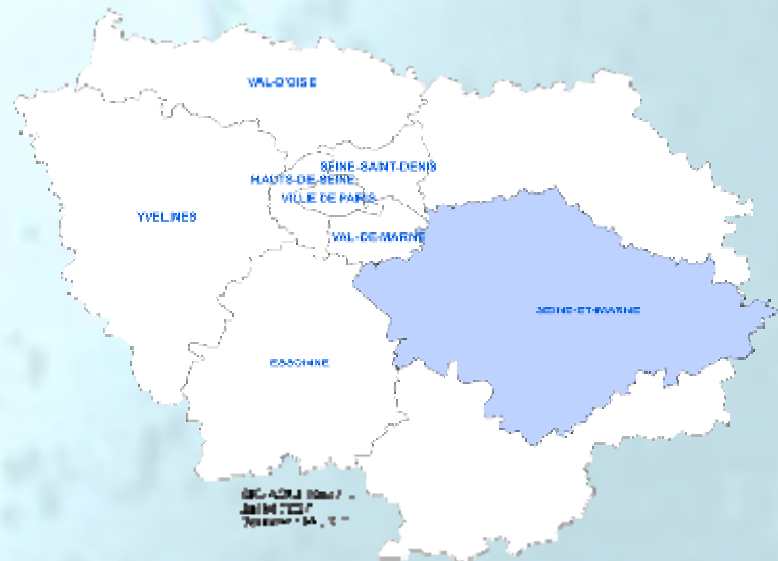 VAL-D'OISE
SEINE-SAINT-DENIS
HAUTS-DE-SEINE
VILLE DE PARIS
YVELINES
VAL-DE-MARNE
SEINE-ET-MARNE
ESSONNE